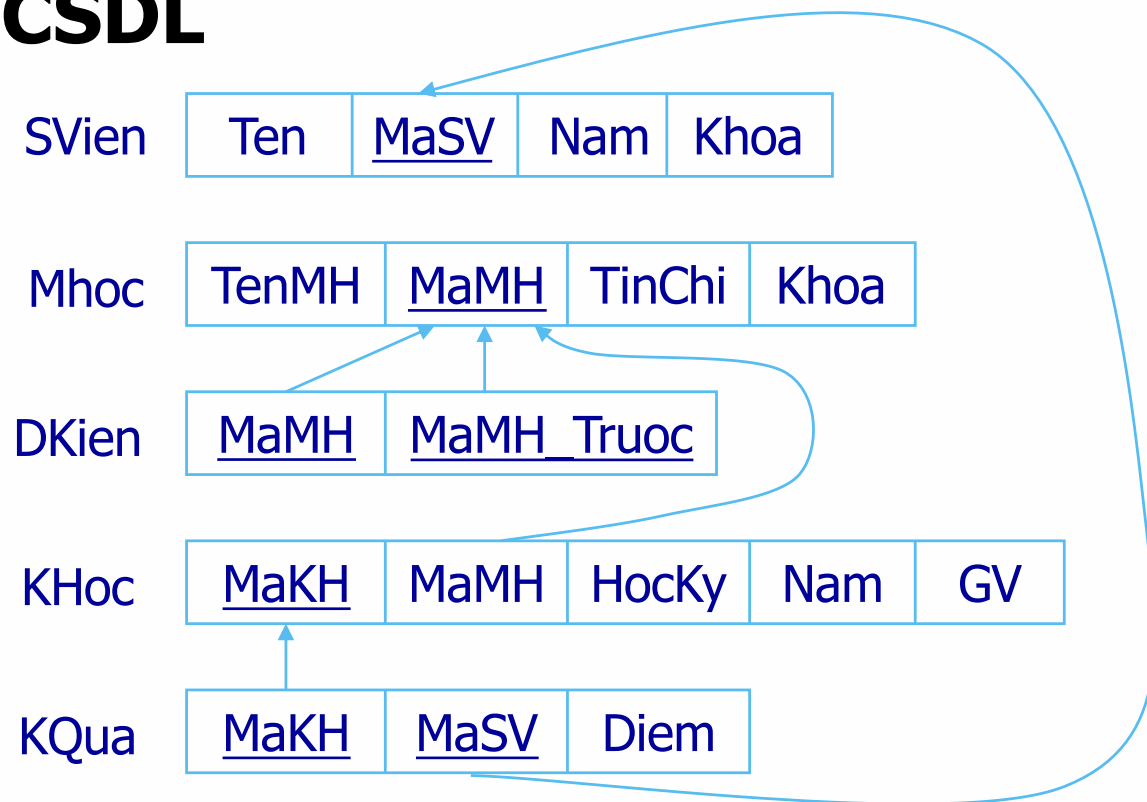 CSDL
SVien Ten MaSV Nam Khoa
Mhoc TenMH MaMH TinChi Khoa
DKien MaMH MaMH_Truoc
KHoc MaKH MaMH HocKy Nam GV
KQua MaKH MaSV Diem